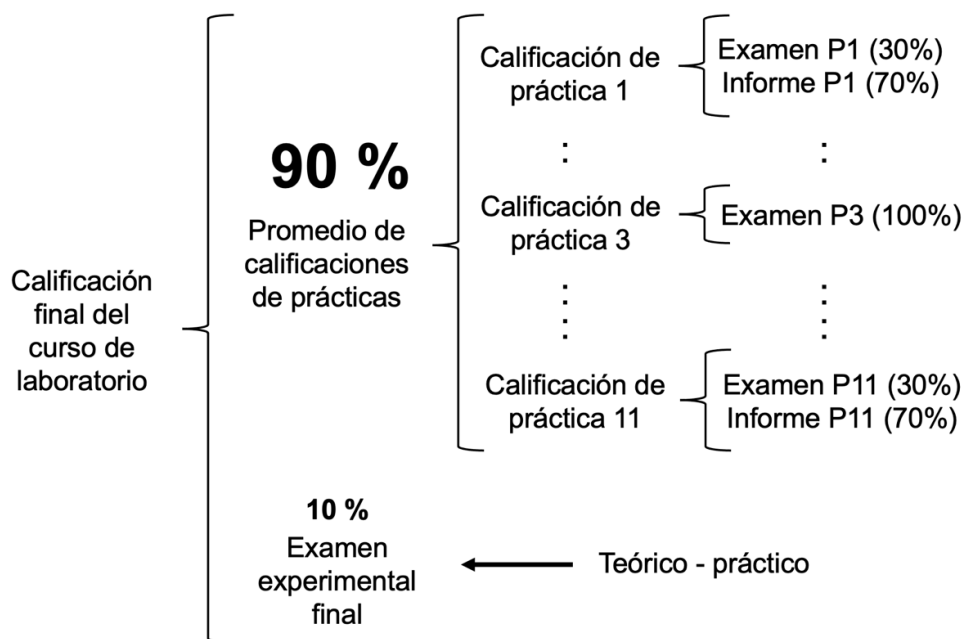 Calificación
final del
curso de
laboratorio
90 %
Promedio de
calificaciones
de prácticas
Calificación de
práctica 1
Examen P1 (30%)
Informe P1 (70%)
:
:
Calificación de
práctica 3
Examen P3 (100%)
:
:
:
:
Calificación de
práctica 11
Examen P11 (30%)
Informe P11 (70%)
10 %
Examen
experimental
final
Teórico - práctico